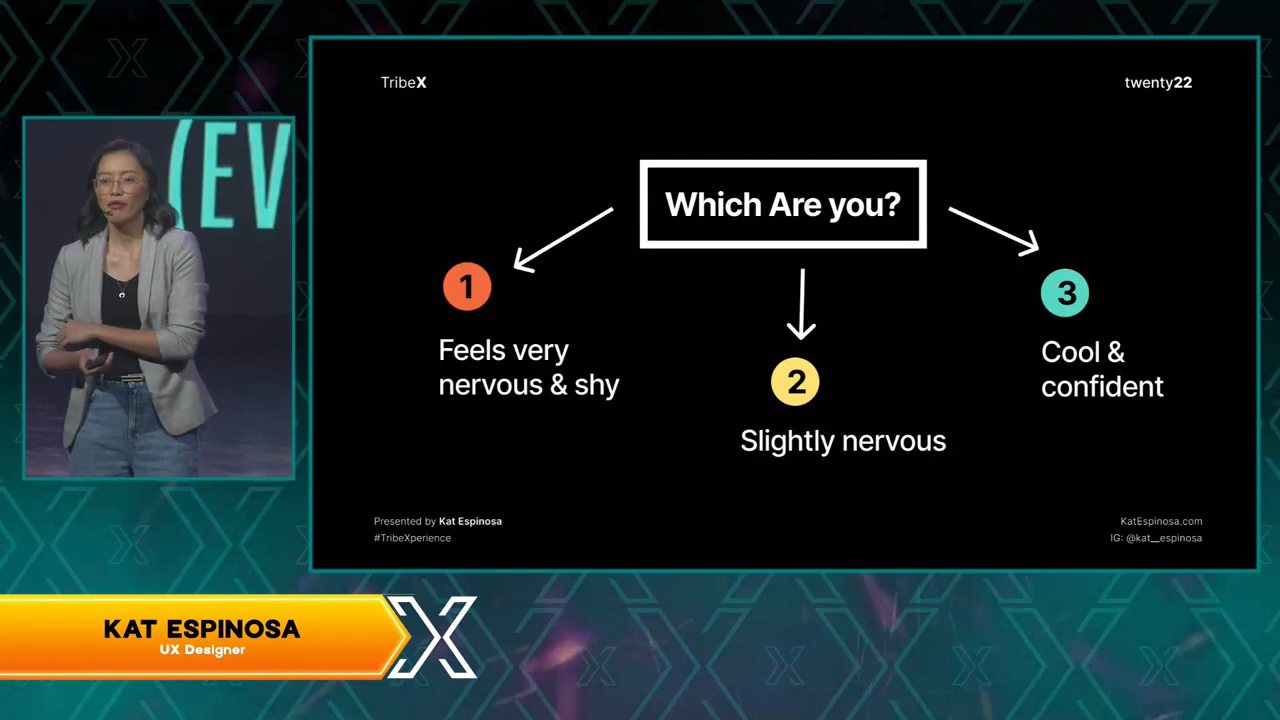 TribeX
twenty22
(EV
Which Are you?
1
Feels very
nervous & shy
2
Slightly nervous
3
Cool &
confident
Presented by Kat Espinosa
#TribeXperience
KatEspinosa.com
IG: @kat__espinosa
KAT ESPINOSA
UX Designer
X